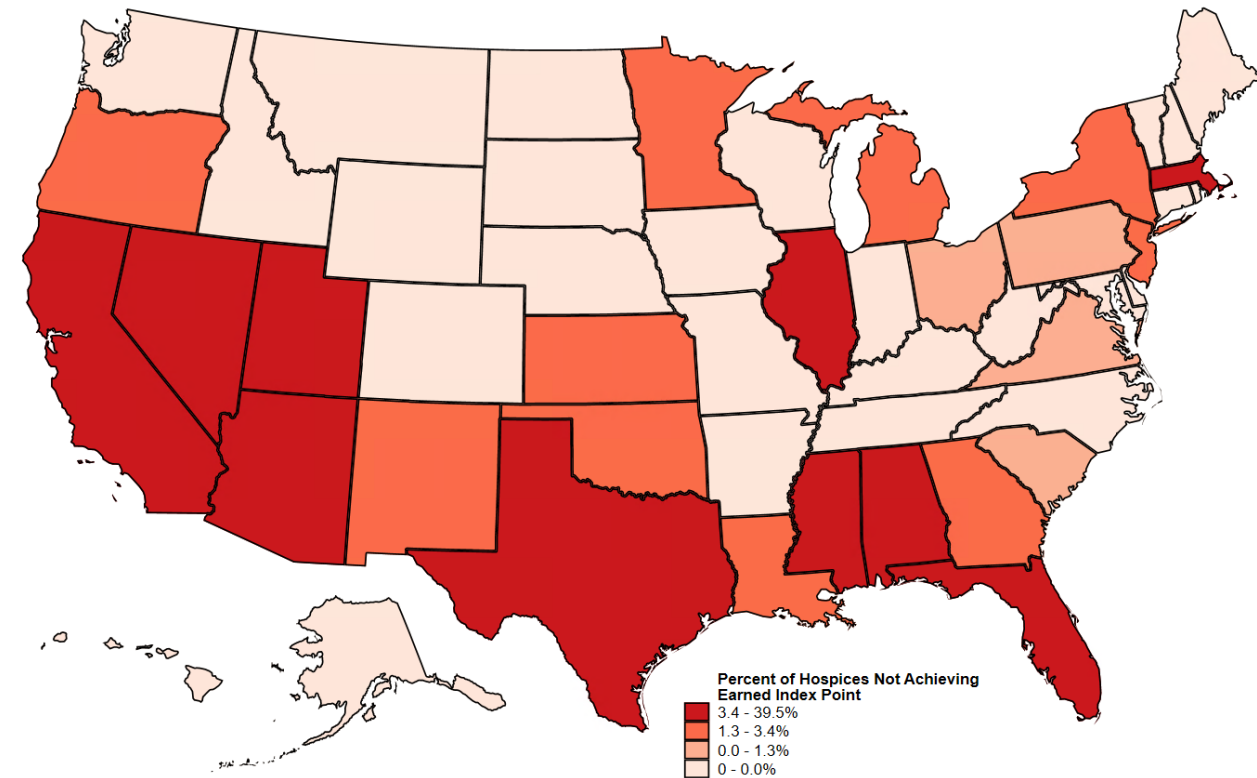 Percent of Hospices Not Achieving
Earned Index Point
3.4 - 39.5%
1.3 - 3.4%
0.0 - 1.3%
0 - 0.0%